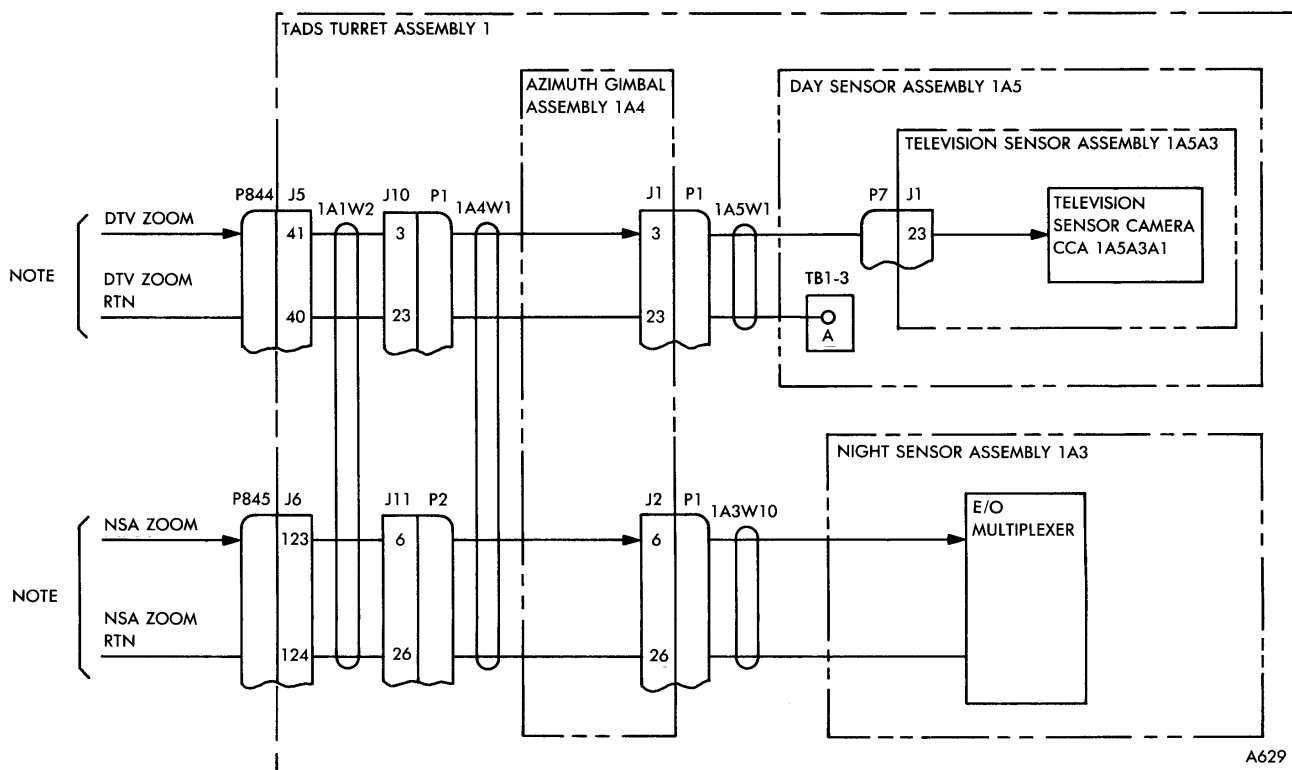 TADS TURRET ASSEMBLY 1
AZIMUTH GIMBAL
ASSEMBLY 1A4
DAY SENSOR ASSEMBLY 1A5
TELEVISION SENSOR ASSEMBLY 1A5A3
P844 J5 1A1W2 J10 P1 1A4W1 J1 P1 1A5W1 P7 J1
TELEVISION
SENSOR CAMERA
CCA 1A5A3A1
NOTE
DTV ZOOM
41 3 3 23
DTV ZOOM
RTN
40 23 23
TB1-3
A
NIGHT SENSOR ASSEMBLY 1A3
P845 J6 J11 P2 J2 P1 1A3W10
E/O
MULTIPLEXER
NOTE
NSA ZOOM
123 6 6
NSA ZOOM
RTN
124 26 26
A629